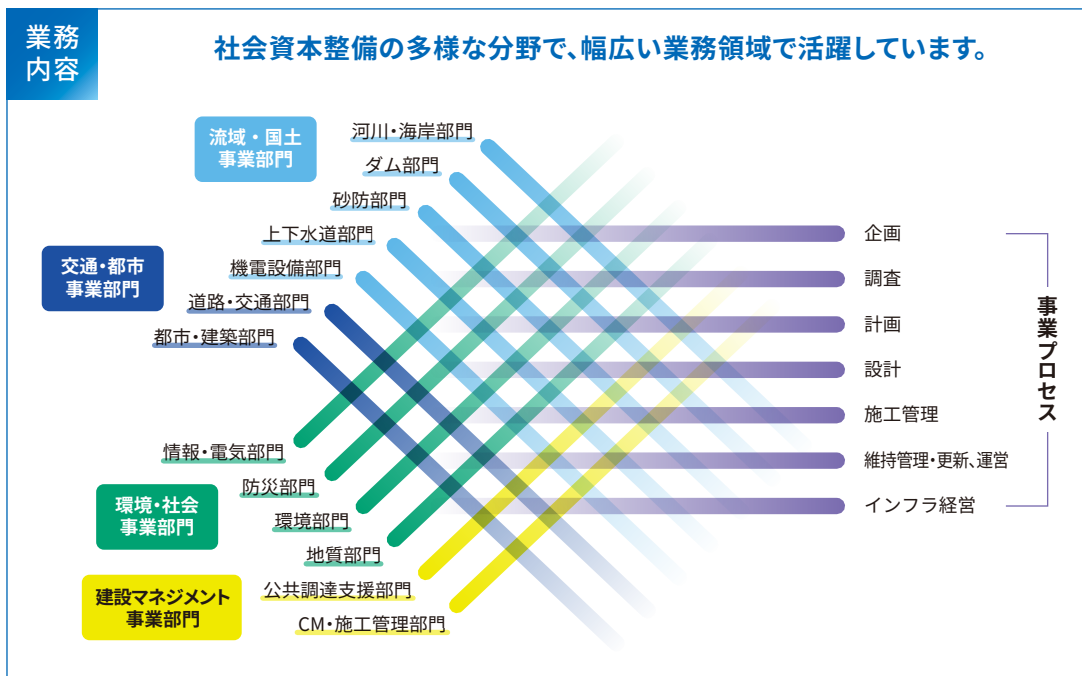 業務
内容
社会資本整備の多様な分野で、幅広い業務領域で活躍しています。
流域・国土
事業部門
河川・海岸部門
ダム部門
砂防部門
上下水道部門
機電設備部門
交通・都市
事業部門
道路・交通部門
都市・建築部門
情報・電気部門
防災部門
環境部門
地質部門
環境・社会
事業部門
公共調達支援部門
CM・施工管理部門
建設マネジメント
事業部門
企画
調査
計画
設計
施工管理
維持管理・更新、運営
インフラ経営
事業プロセス